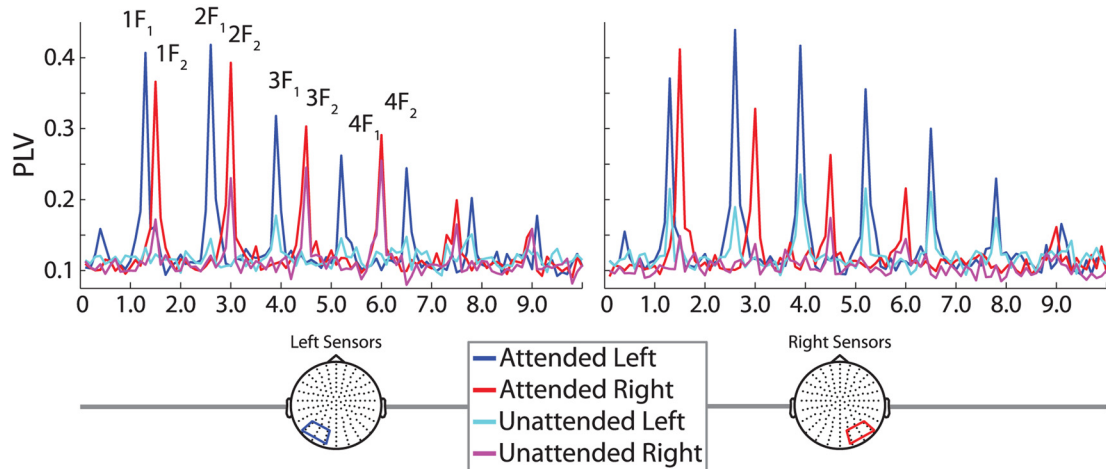 1F₁
2F₁
1F₂
2F₂
3F₁
3F₂
4F₁
4F₂
PLV
0.4
0.3
0.2
0.1
0 1.0 2.0 3.0 4.0 5.0 6.0 7.0 8.0 9.0
0 1.0 2.0 3.0 4.0 5.0 6.0 7.0 8.0 9.0
Left Sensors
Right Sensors
Attended Left
Attended Right
Unattended Left
Unattended Right